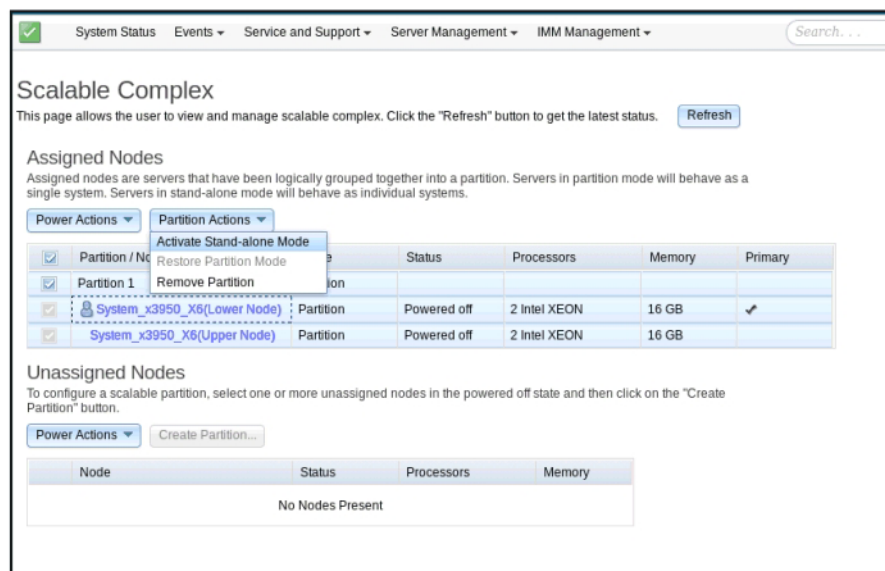 System Status Events Service and Support Server Management IMM Management Search. . .
Scalable Complex
This page allows the user to view and manage scalable complex. Click the "Refresh" button to get the latest status. Refresh
Assigned Nodes
Assigned nodes are servers that have been logically grouped together into a partition. Servers in partition mode will behave as a
single system. Servers in stand-alone mode will behave as individual systems.
Power Actions Partition Actions
Activate Stand-alone Mode
Restore Partition Mode
Remove Partition
Partition / No e Status Processors Memory Primary
Partition 1 ion
System_x3950_X6(Lower Node) Partition Powered off 2 Intel XEON 16 GB
System_x3950_X6(Upper Node) Partition Powered off 2 Intel XEON 16 GB
Unassigned Nodes
To configure a scalable partition, select one or more unassigned nodes in the powered off state and then click on the "Create
Partition" button.
Power Actions Create Partition...
Node Status Processors Memory
No Nodes Present